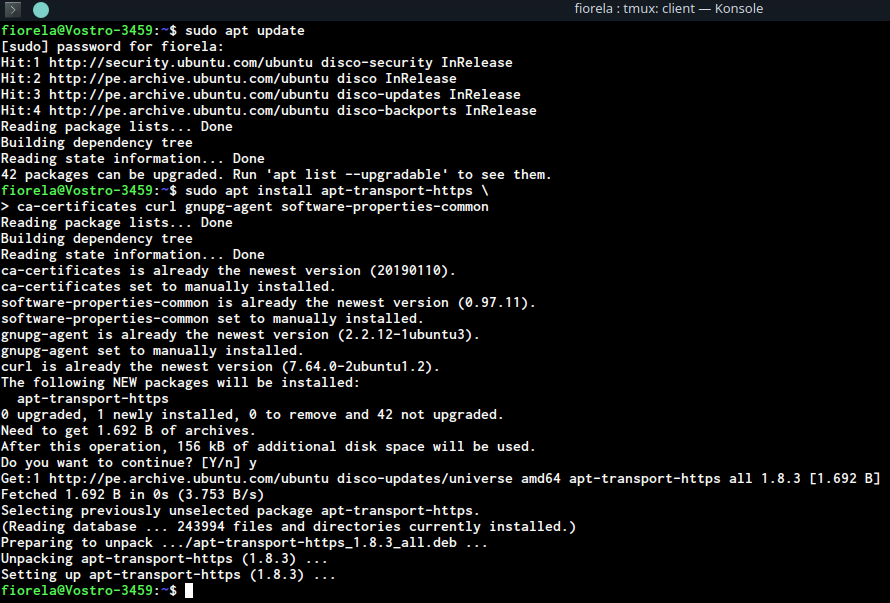 fiorela : tmux: client — Konsole
fiorela@Vostro-3459:~$ sudo apt update
[sudo] password for fiorela:
Hit:1 http://security.ubuntu.com/ubuntu disco-security InRelease
Hit:2 http://pe.archive.ubuntu.com/ubuntu disco InRelease
Hit:3 http://pe.archive.ubuntu.com/ubuntu disco-updates InRelease
Hit:4 http://pe.archive.ubuntu.com/ubuntu disco-backports InRelease
Reading package lists... Done
Building dependency tree
Reading state information... Done
42 packages can be upgraded. Run 'apt list --upgradable' to see them.
fiorela@Vostro-3459:~$ sudo apt install apt-transport-https \
> ca-certificates curl gnupg-agent software-properties-common
Reading package lists... Done
Building dependency tree
Reading state information... Done
ca-certificates is already the newest version (20190110).
ca-certificates set to manually installed.
software-properties-common is already the newest version (0.97.11).
software-properties-common set to manually installed.
gnupg-agent is already the newest version (2.2.12-1ubuntu3).
gnupg-agent set to manually installed.
curl is already the newest version (7.64.0-2ubuntu1.2).
The following NEW packages will be installed:
  apt-transport-https
0 upgraded, 1 newly installed, 0 to remove and 42 not upgraded.
Need to get 1.692 B of archives.
After this operation, 156 kB of additional disk space will be used.
Do you want to continue? [Y/n] y
Get:1 http://pe.archive.ubuntu.com/ubuntu disco-updates/universe amd64 apt-transport-https all 1.8.3 [1.692 B]
Fetched 1.692 B in 0s (3.753 B/s)
Selecting previously unselected package apt-transport-https.
(Reading database ... 243994 files and directories currently installed.)
Preparing to unpack .../apt-transport-https_1.8.3_all.deb ...
Unpacking apt-transport-https (1.8.3) ...
Setting up apt-transport-https (1.8.3) ...
fiorela@Vostro-3459:~$